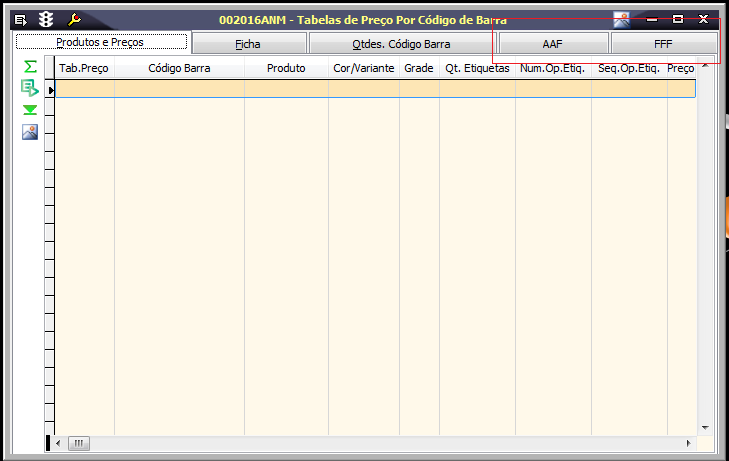 002016ANM - Tabelas de Preço Por Código de Barra
Produtos e Preços Ficha Qtdes. Código Barra AAF FFF
Tab.Preço Código Barra Produto Cor/Variante Grade Qt. Etiquetas Num.Op.Etiq. Seq.Op.Etiq. Preço